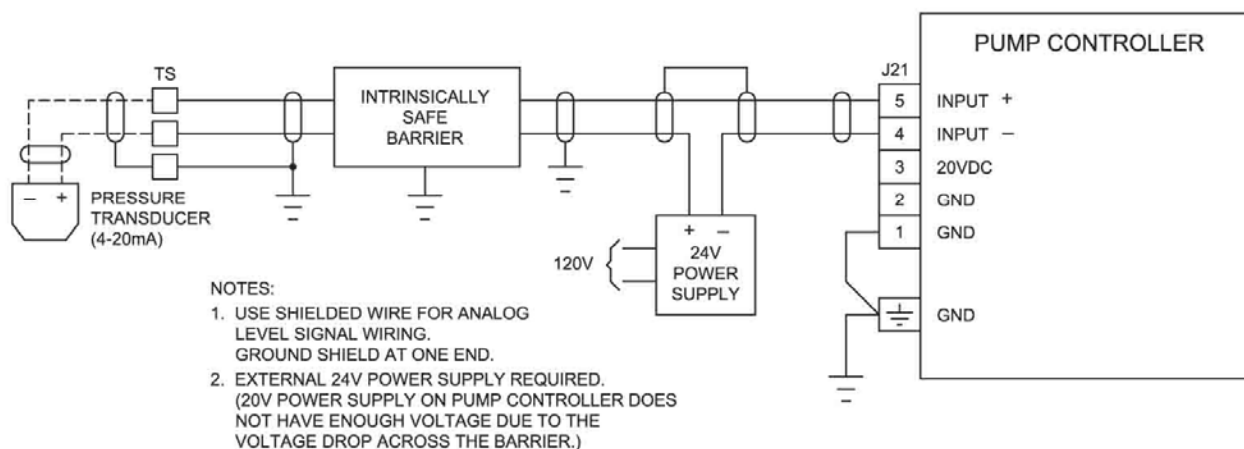 PUMP CONTROLLER
TS
J21
INTRINSICALLY
SAFE
BARRIER
5 INPUT +
4 INPUT –
3 20VDC
2 GND
1 GND
GND
– +
PRESSURE
TRANSDUCER
(4-20mA)
120V
+ –
24V
POWER
SUPPLY
NOTES:
1. USE SHIELDED WIRE FOR ANALOG
LEVEL SIGNAL WIRING.
GROUND SHIELD AT ONE END.
2. EXTERNAL 24V POWER SUPPLY REQUIRED.
(20V POWER SUPPLY ON PUMP CONTROLLER DOES
NOT HAVE ENOUGH VOLTAGE DUE TO THE
VOLTAGE DROP ACROSS THE BARRIER.)